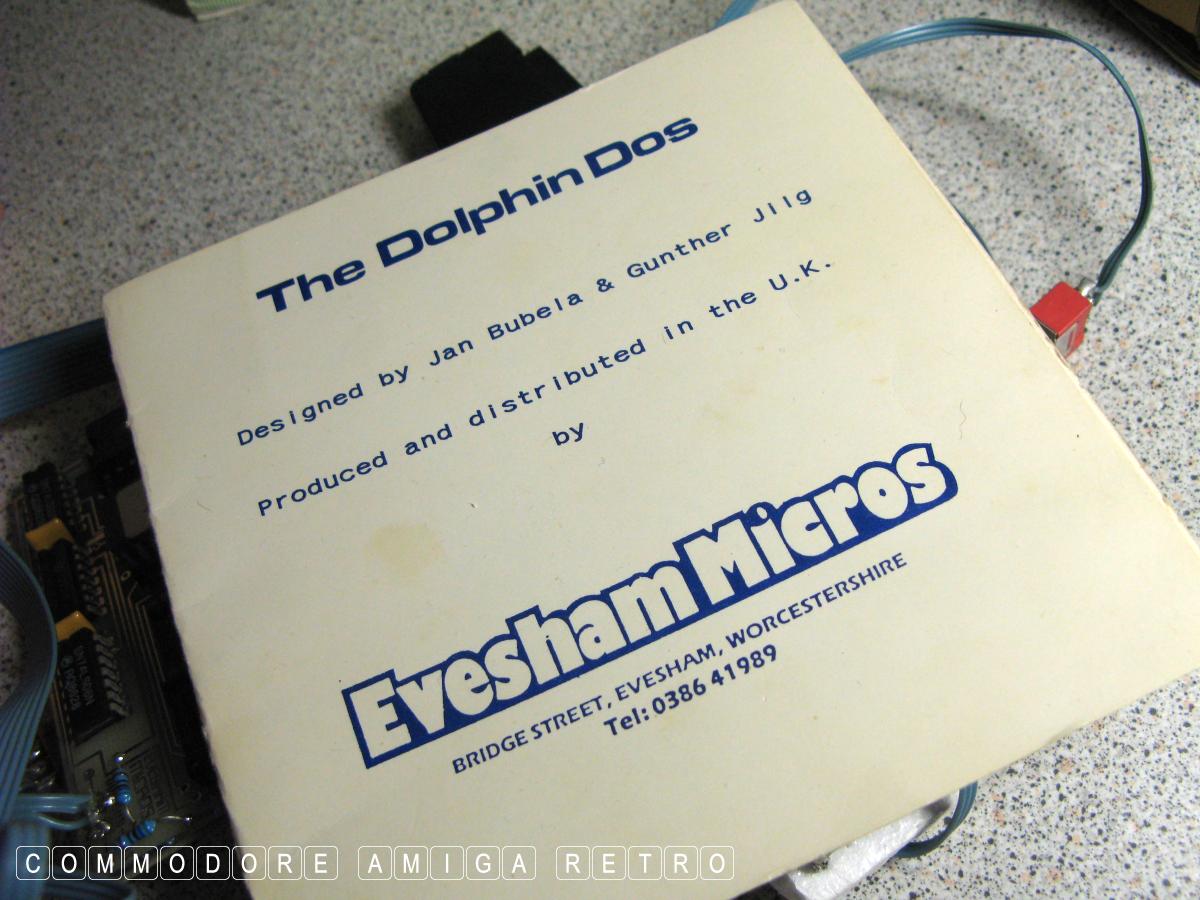 The Dolphin Dos
Designed by Jan Bubela & Gunther Jilg
Produced and distributed in the U.K.
by
Evesham Micros
BRIDGE STREET, EVESHAM, WORCESTERSHIRE
Tel: 0386 41989
COMMODORE AMIGA RETRO